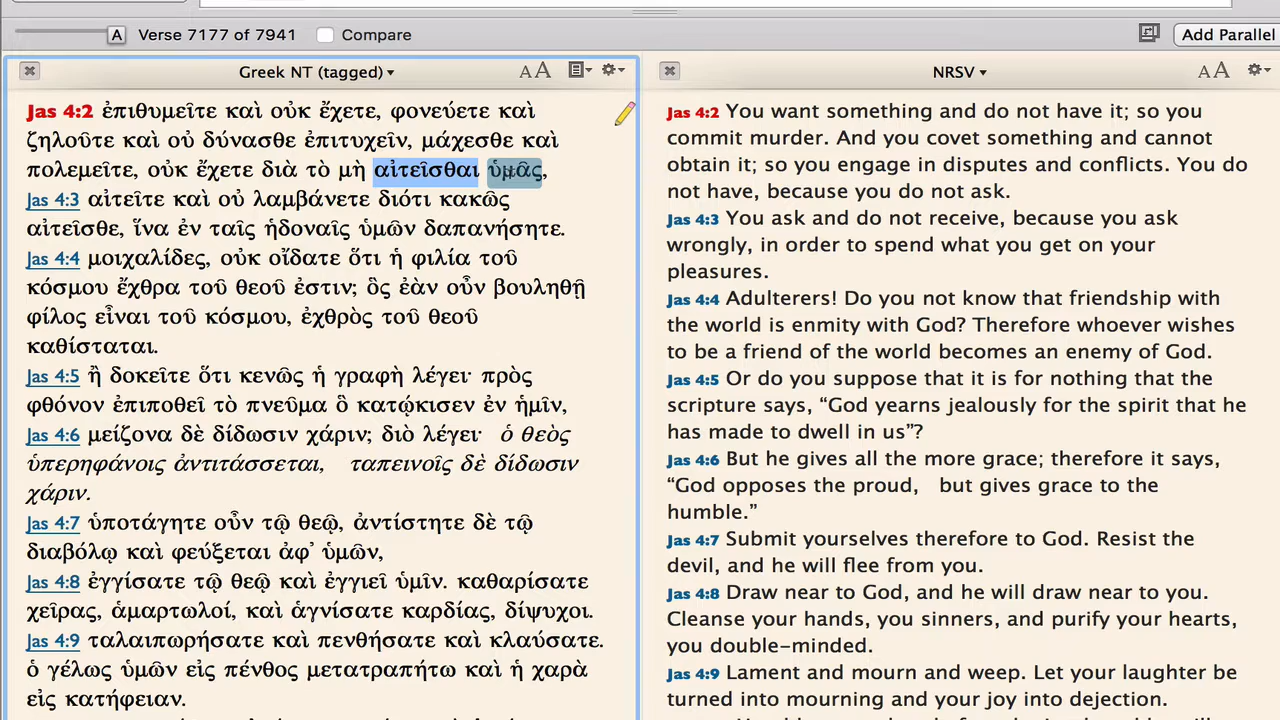 A Verse 7177 of 7941 Compare Add Parallel
Greek NT (tagged) AA
Jas 4:2 ἐπιθυμεῖτε καὶ οὐκ ἔχετε, φονεύετε καὶ
ζηλοῦτε καὶ οὐ δύνασθε ἐπιτυχεῖν, μάχεσθε καὶ
πολεμεῖτε, οὐκ ἔχετε διὰ τὸ μὴ αἰτεῖσθαι ὑμᾶς,
Jas 4:3 αἰτεῖτε καὶ οὐ λαμβάνετε διότι κακῶς
αἰτεῖσθε, ἵνα ἐν ταῖς ἡδοναῖς ὑμῶν δαπανήσητε.
Jas 4:4 μοιχαλίδες, οὐκ οἴδατε ὅτι ἡ φιλία τοῦ
κόσμου ἔχθρα τοῦ θεοῦ ἐστιν; ὃς ἐὰν οὖν βουληθῇ
φίλος εἶναι τοῦ κόσμου, ἐχθρὸς τοῦ θεοῦ
καθίσταται.
Jas 4:5 ἢ δοκεῖτε ὅτι κενῶς ἡ γραφὴ λέγει· πρὸς
φθόνον ἐπιποθεῖ τὸ πνεῦμα ὃ κατῴκισεν ἐν ἡμῖν,
Jas 4:6 μείζονα δὲ δίδωσιν χάριν; διὸ λέγει· ὁ θεὸς
ὑπερηφάνοις ἀντιτάσσεται, ταπεινοῖς δὲ δίδωσιν
χάριν.
Jas 4:7 ὑποτάγητε οὖν τῷ θεῷ, ἀντίστητε δὲ τῷ
διαβόλῳ καὶ φεύξεται ἀφ’ ὑμῶν,
Jas 4:8 ἐγγίσατε τῷ θεῷ καὶ ἐγγιεῖ ὑμῖν. καθαρίσατε
χεῖρας, ἁμαρτωλοί, καὶ ἁγνίσατε καρδίας, δίψυχοι.
Jas 4:9 ταλαιπωρήσατε καὶ πενθήσατε καὶ κλαύσατε.
ὁ γέλως ὑμῶν εἰς πένθος μετατραπήτω καὶ ἡ χαρὰ
εἰς κατήφειαν.
NRSV AA
Jas 4:2 You want something and do not have it; so you
commit murder. And you covet something and cannot
obtain it; so you engage in disputes and conflicts. You do
not have, because you do not ask.
Jas 4:3 You ask and do not receive, because you ask
wrongly, in order to spend what you get on your
pleasures.
Jas 4:4 Adulterers! Do you not know that friendship with
the world is enmity with God? Therefore whoever wishes
to be a friend of the world becomes an enemy of God.
Jas 4:5 Or do you suppose that it is for nothing that the
scripture says, “God yearns jealously for the spirit that he
has made to dwell in us”?
Jas 4:6 But he gives all the more grace; therefore it says,
“God opposes the proud, but gives grace to the
humble.”
Jas 4:7 Submit yourselves therefore to God. Resist the
devil, and he will flee from you.
Jas 4:8 Draw near to God, and he will draw near to you.
Cleanse your hands, you sinners, and purify your hearts,
you double-minded.
Jas 4:9 Lament and mourn and weep. Let your laughter be
turned into mourning and your joy into dejection.